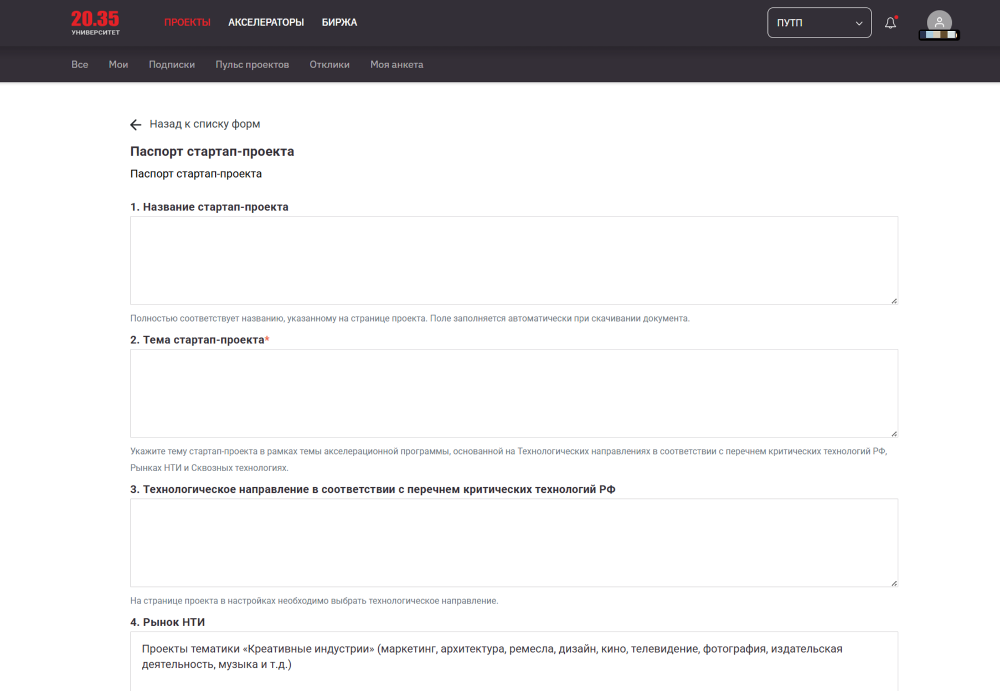 20.35
УНИВЕРСИТЕТ
ПРОЕКТЫ АКСЕЛЕРАТОРЫ БИРЖА
ПУТП
Все Мои Подписки Пульс проектов Отклики Моя анкета
Назад к списку форм
Паспорт стартап-проекта
Паспорт стартап-проекта
1. Название стартап-проекта
Полностью соответствует названию, указанному на странице проекта. Поле заполняется автоматически при скачивании документа.
2. Тема стартап-проекта*
Укажите тему стартап-проекта в рамках темы акселерационной программы, основанной на Технологических направлениях в соответствии с перечнем критических технологий РФ,
Рынках НТИ и Сквозных технологиях.
3. Технологическое направление в соответствии с перечнем критических технологий РФ
На странице проекта в настройках необходимо выбрать технологическое направление.
4. Рынок НТИ
Проекты тематики «Креативные индустрии» (маркетинг, архитектура, ремесла, дизайн, кино, телевидение, фотография, издательская
деятельность, музыка и т.д.)